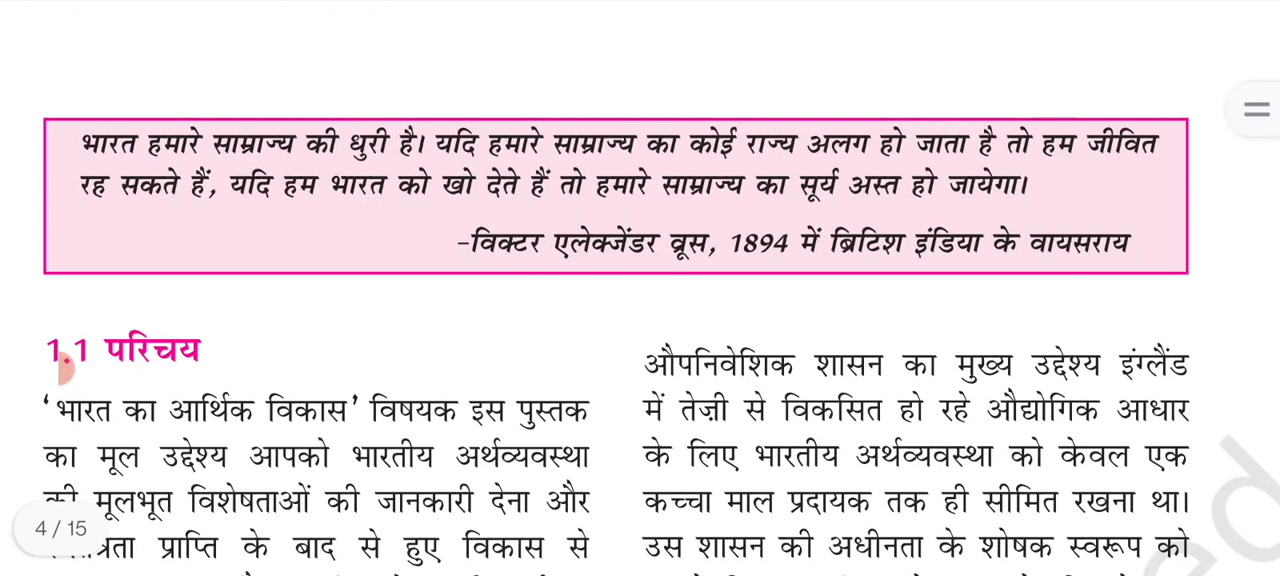 भारत हमारे साम्राज्य की धुरी है। यदि हमारे साम्राज्य का कोई राज्य अलग हो जाता है तो हम जीवित
रह सकते हैं, यदि हम भारत को खो देते हैं तो हमारे साम्राज्य का सूर्य अस्त हो जायेगा।
-विक्टर एलेक्जेंडर व्रूस, 1894 में ब्रिटिश इंडिया के वायसराय
1.1 परिचय
‘भारत का आर्थिक विकास’ विषयक इस पुस्तक
का मूल उद्देश्य आपको भारतीय अर्थव्यवस्था
की मूलभूत विशेषताओं की जानकारी देना और
प्राप्ति के बाद से हुए विकास से
औपनिवेशिक शासन का मुख्य उद्देश्य इंग्लैंड
में तेज़ी से विकसित हो रहे औद्योगिक आधार
के लिए भारतीय अर्थव्यवस्था को केवल एक
कच्चा माल प्रदायक तक ही सीमित रखना था।
उस शासन की अधीनता के शोषक स्वरूप को
4 / 15